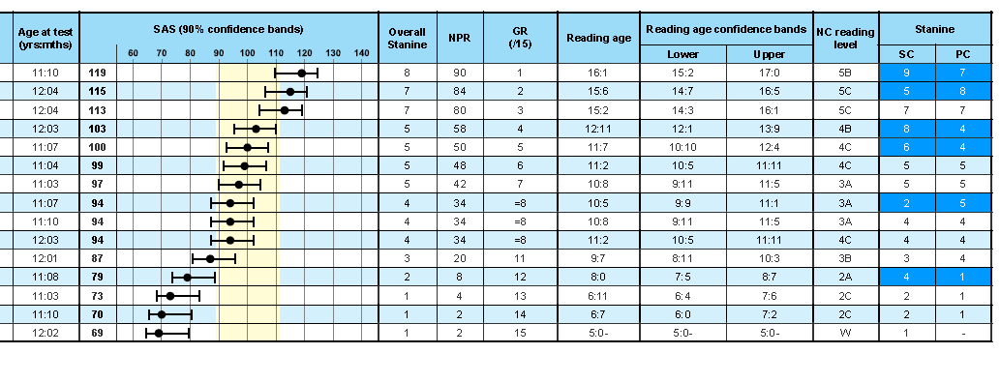 Age at test (yrs:mths) SAS (90% confidence bands) Overall Stanine NPR GR (/15) Reading age Reading age confidence bands NC reading level Stanine
60 70 80 90 100 110 120 130 140 Lower Upper SC PC
11:10 119 8 90 1 16:1 15:2 17:0 5B 9 7
12:04 115 7 84 2 15:6 14:7 16:5 5C 5 8
12:04 113 7 80 3 15:2 14:3 16:1 5C 7 7
12:03 103 5 58 4 12:11 12:1 13:9 4B 8 4
11:07 100 5 50 5 11:7 10:10 12:4 4C 6 4
11:04 99 5 48 6 11:2 10:5 11:11 4C 5 5
11:03 97 5 42 7 10:8 9:11 11:5 3A 5 5
11:07 94 4 34 =8 10:5 9:9 11:1 3A 2 5
11:10 94 4 34 =8 10:8 9:11 11:5 3A 4 4
12:03 94 4 34 =8 11:2 10:5 11:11 4C 4 4
12:01 87 3 20 11 9:7 8:11 10:3 3B 3 4
11:08 79 2 8 12 8:0 7:5 8:7 2A 4 1
11:03 73 1 4 13 6:11 6:4 7:6 2C 2 1
11:10 70 1 2 14 6:7 6:0 7:2 2C 2 1
12:02 69 1 2 15 5:0- 5:0- 5:0- W 1 -